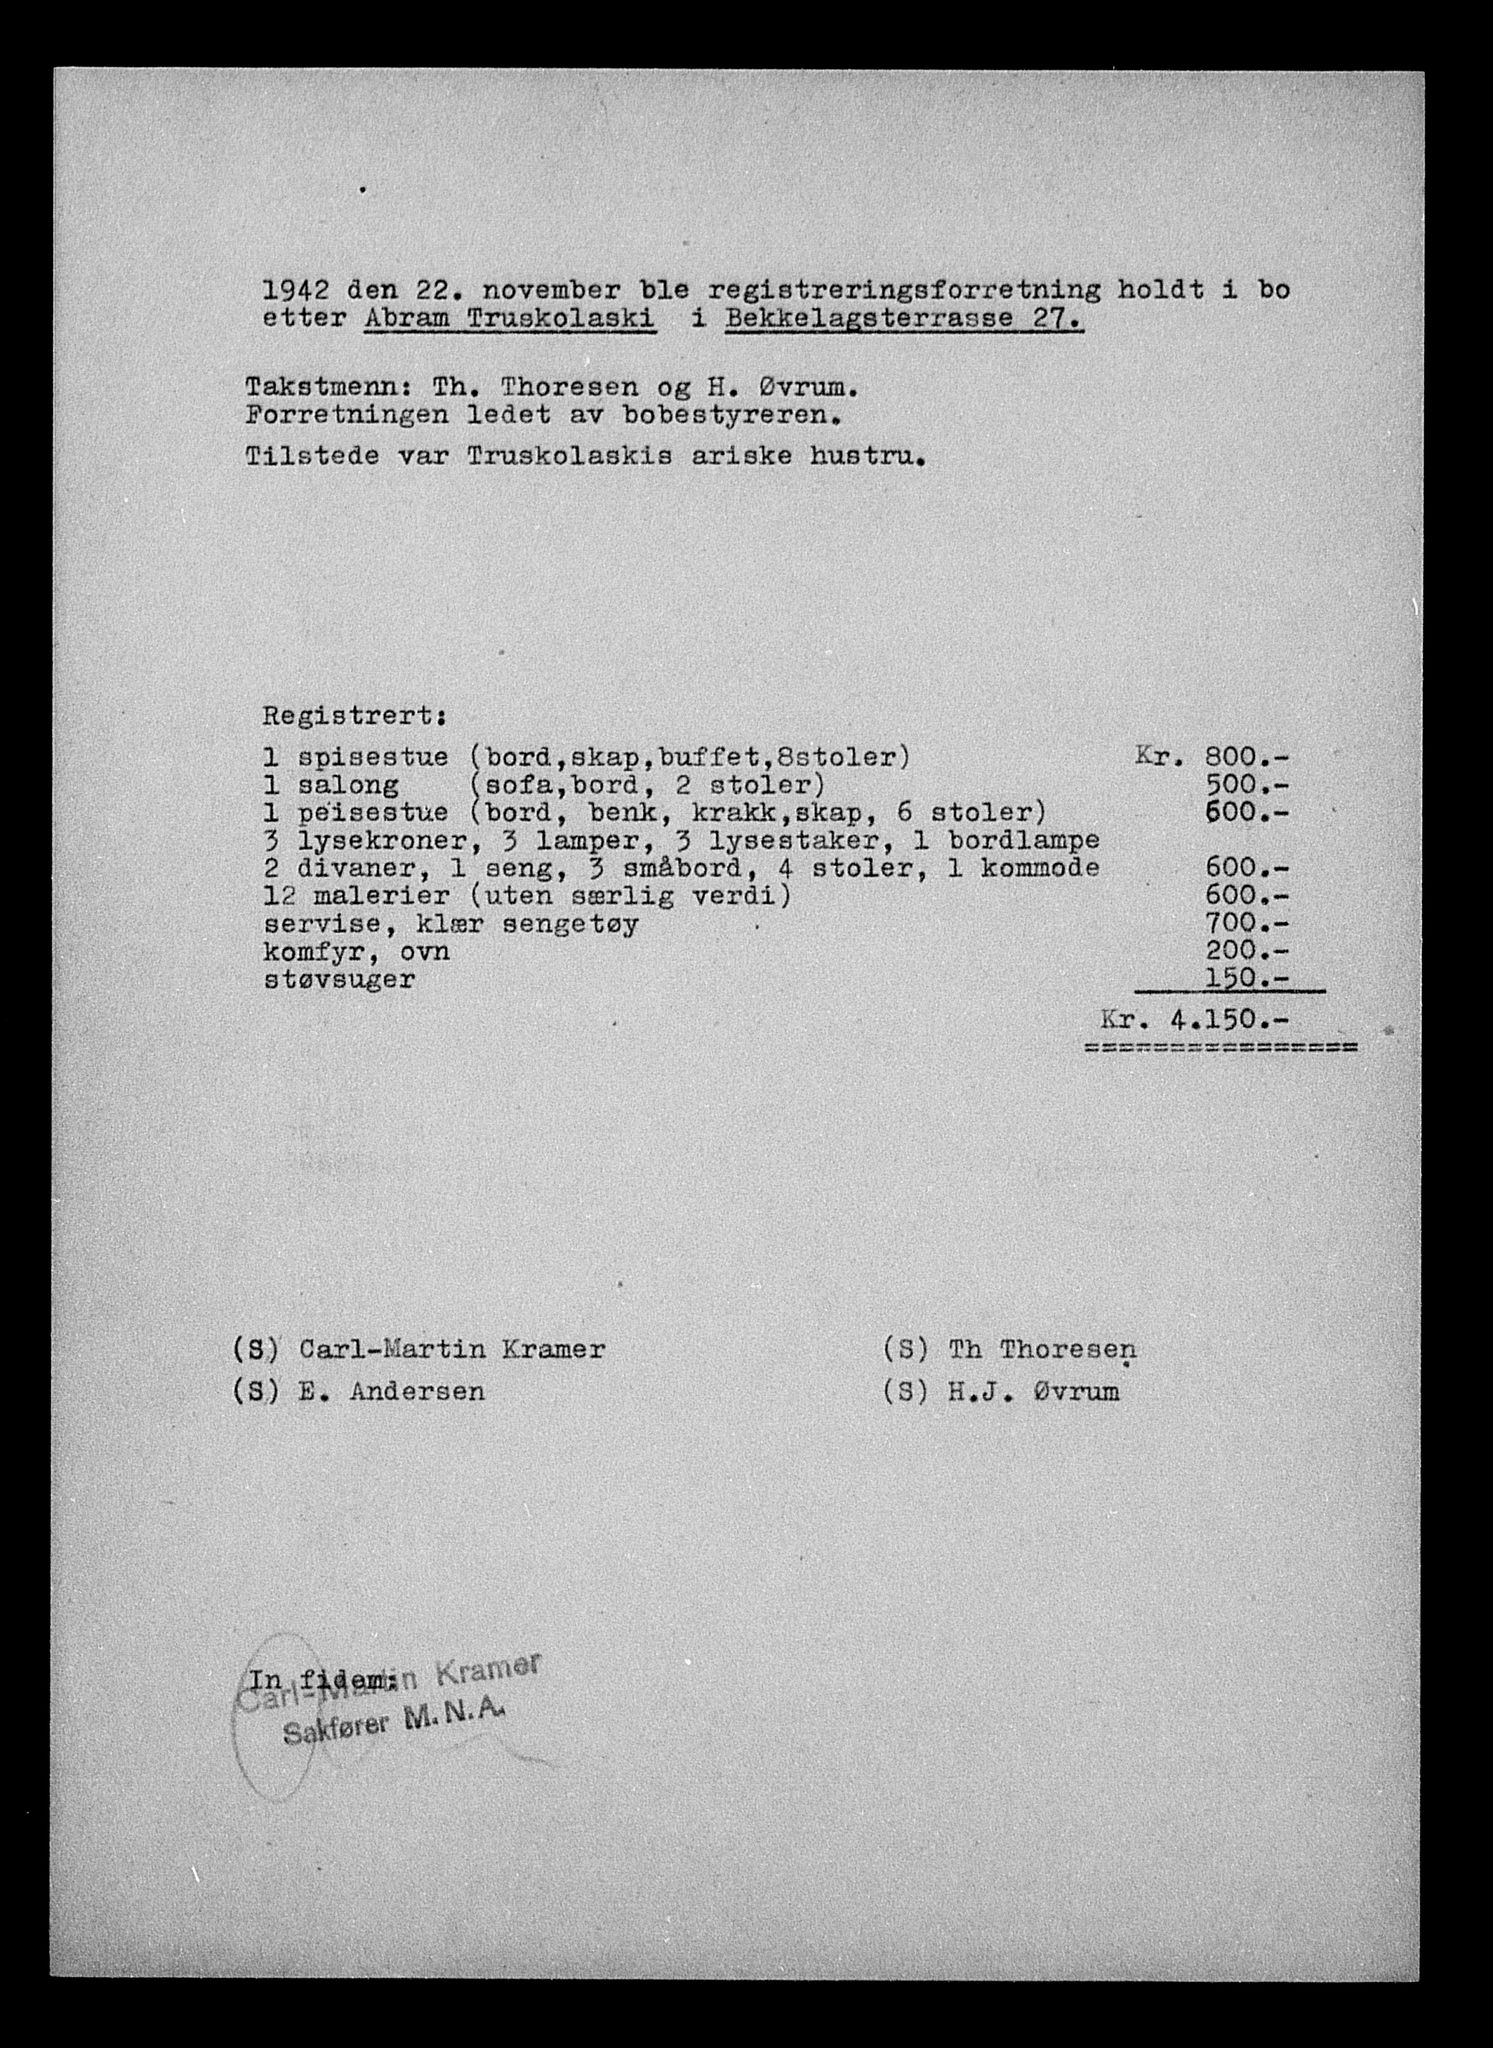 1942 den 22. november ble registreringsforretning holdt i bo
etter Abram Truskolaski i Bekkelagsterrasse 27.
Takstmenn: Th. Thoresen og H. Øvrum.
Forretningen ledet av bobestyreren.
Tilstede var Truskolaskis ariske hustru.
Registrert:
1 spisestue (bord,skap,buffet,8stoler) Kr. 800.-
1 salong (sofa,bord, 2 stoler) 500.-
1 peisestue (bord, benk, krakk,skap, 6 stoler) 600.-
3 lysekroner, 3 lamper, 3 lysestaker, 1 bordlampe
2 divaner, 1 seng, 3 småbord, 4 stoler, 1 kommode 600.-
12 malerier (uten særlig verdi) 600.-
servise, klær sengetøy 700.-
komfyr, ovn 200.-
støvsuger 150.-
Kr. 4.150.-
================
(S) Carl-Martin Kramer (S) Th Thoresen
(S) E. Andersen (S) H.J. Øvrum
In fidem:
Carl-Martin Kramer
Sakfører M.N.A.